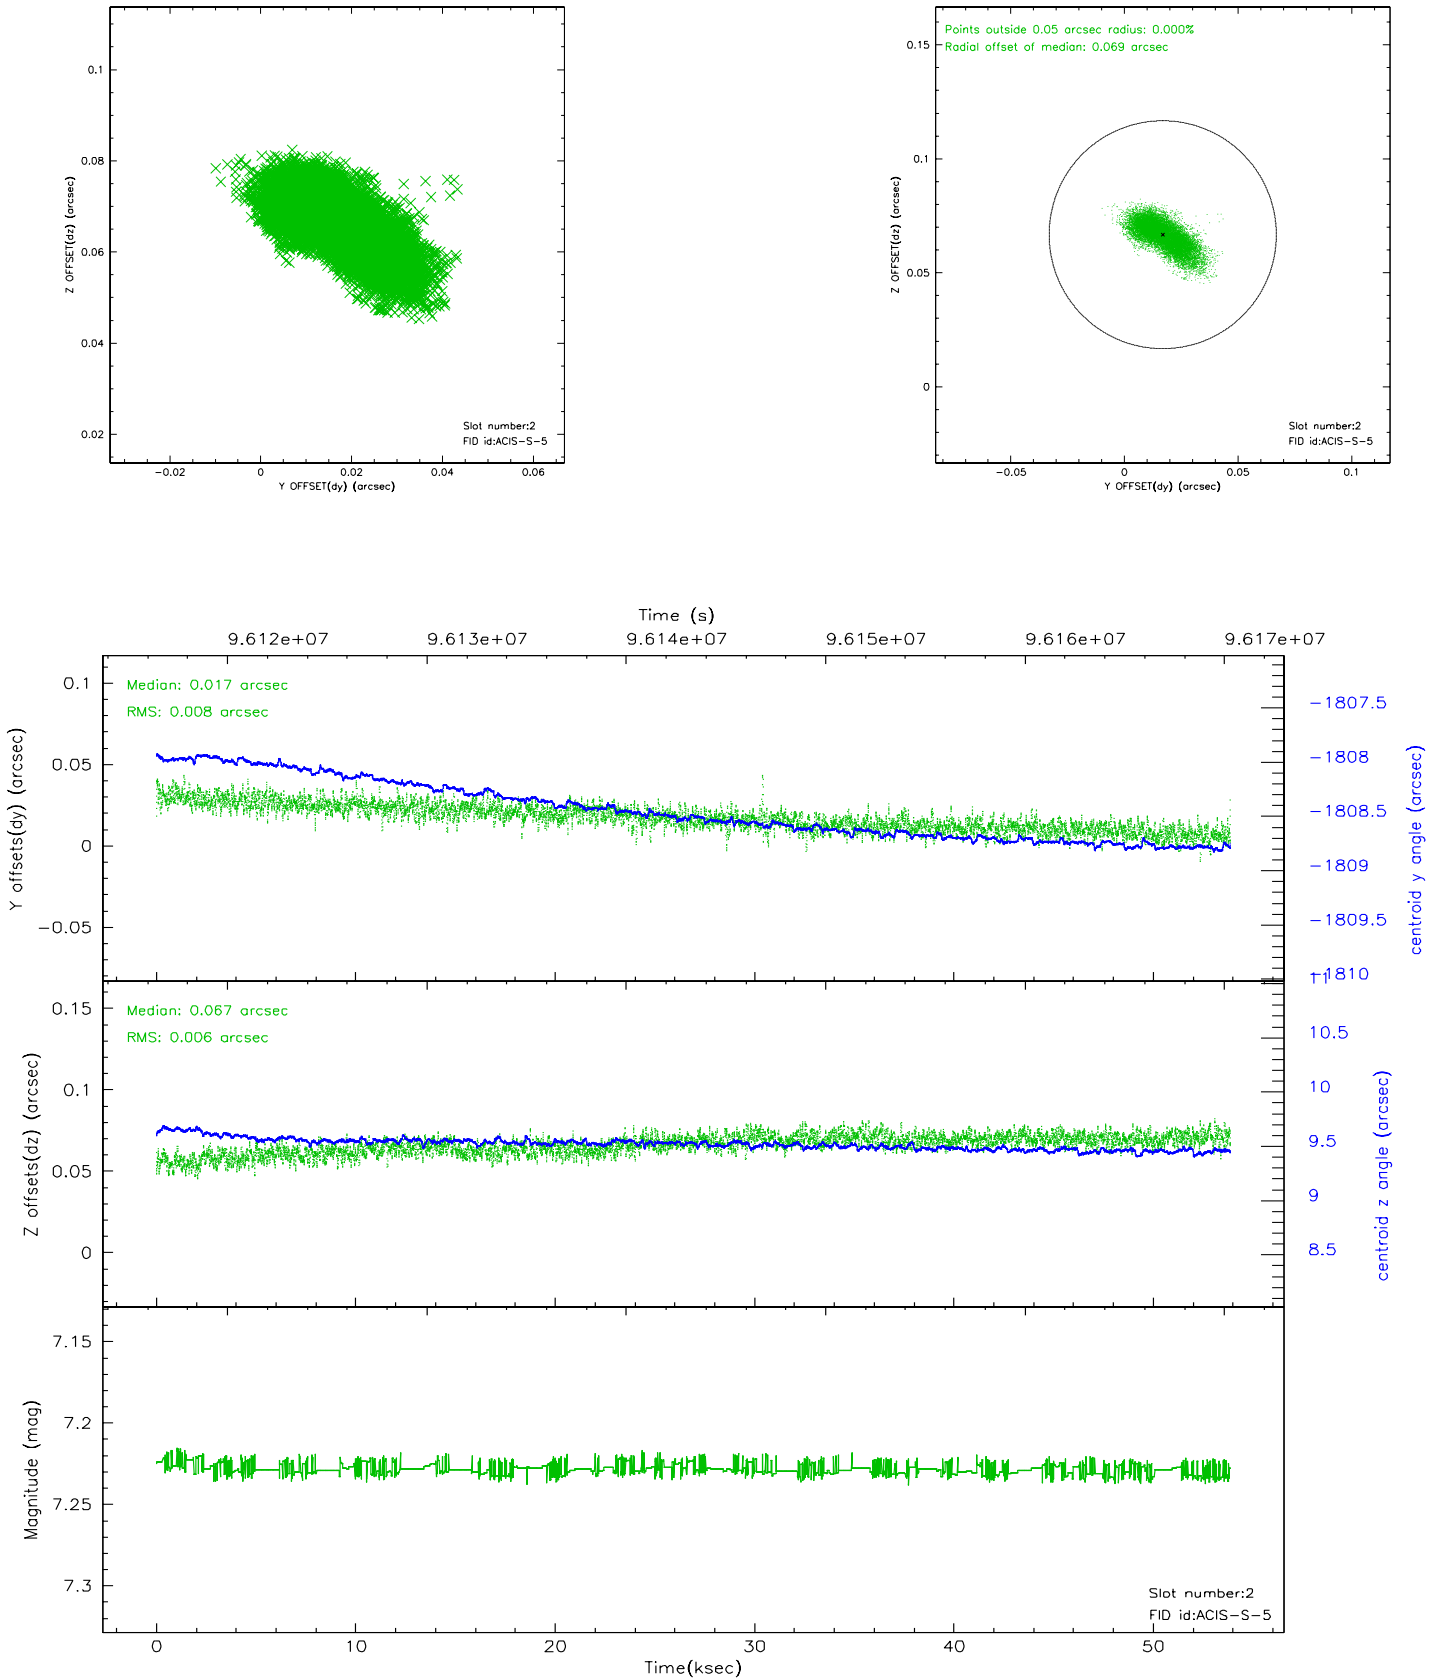 0.1
0.08
0.06
0.04
0.02
Z OFFSET(dz) (arcsec)
Slot number:2
FID id:ACIS-S-5
-0.02 0 0.02 0.04 0.06
Y OFFSET(dy) (arcsec)
Points outside 0.05 arcsec radius: 0.000%
Radial offset of median: 0.069 arcsec
0.15
0.1
0.05
0
Z OFFSET(dz) (arcsec)
Slot number:2
FID id:ACIS-S-5
-0.05 0 0.05 0.1
Y OFFSET(dy) (arcsec)
Time (s)
9.612e+07 9.613e+07 9.614e+07 9.615e+07 9.616e+07 9.617e+07
Median: 0.017 arcsec
RMS: 0.008 arcsec
0.1
0.05
0
-0.05
Y offsets(dy) (arcsec)
-1807.5
-1808
-1808.5
-1809
-1809.5
-1810
centroid y angle (arcsec)
Median: 0.067 arcsec
RMS: 0.006 arcsec
0.15
0.1
0.05
0
Z offsets(dz) (arcsec)
11
10.5
10
9.5
9
8.5
centroid z angle (arcsec)
7.15
7.2
7.25
7.3
Magnitude (mag)
Slot number:2
FID id:ACIS-S-5
0 10 20 30 40 50
Time(ksec)